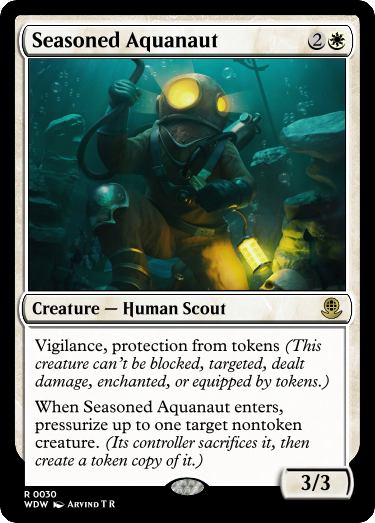 Seasoned Aquanaut 2
Creature — Human Scout
Vigilance, protection from tokens (This
creature can't be blocked, targeted, dealt
damage, enchanted, or equipped by tokens.)
When Seasoned Aquanaut enters,
pressurize up to one target nontoken
creature. (Its controller sacrifices it, then
create a token copy of it.)
3/3
R 0030
WDW Arvind T R